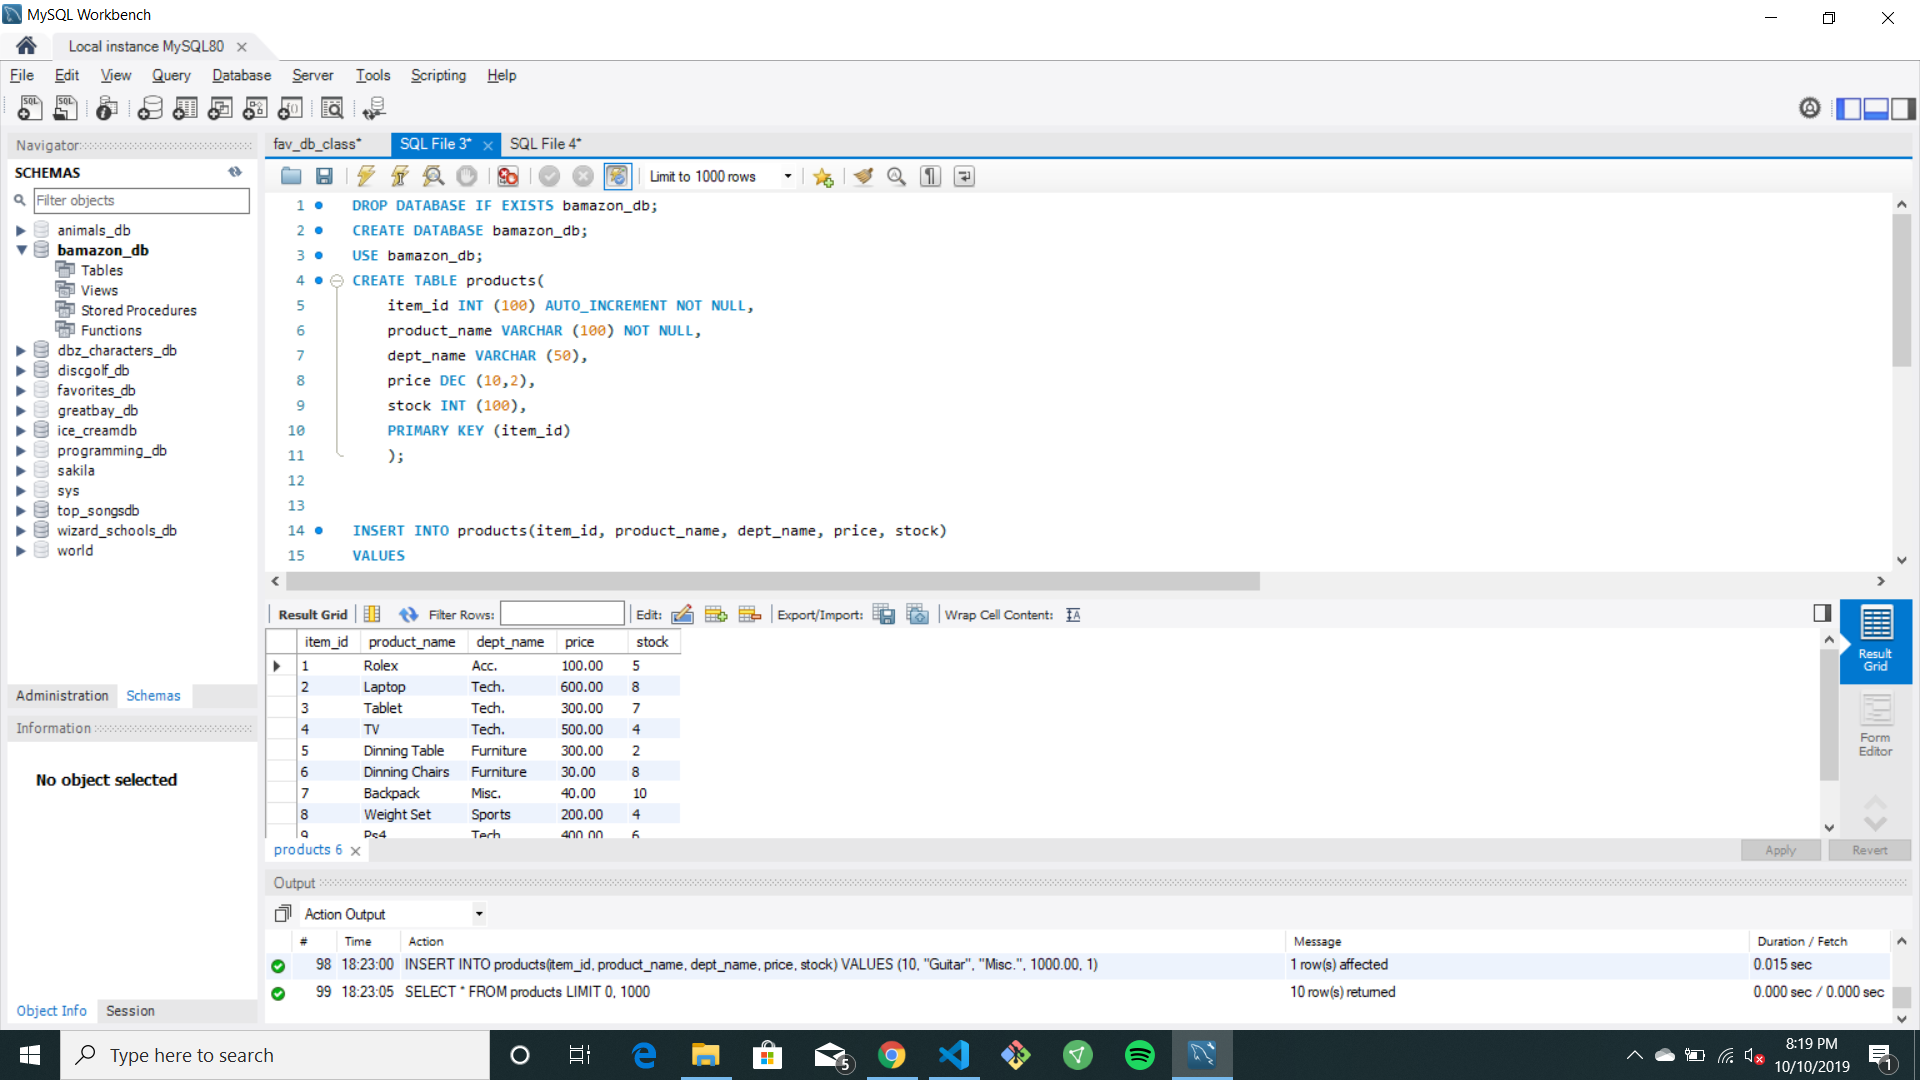 MySQL Workbench
Local instance MySQL80
File Edit View Query Database Server Tools Scripting Help
Navigator
SCHEMAS
Filter objects
animals_db
bamazon_db
Tables
Views
Stored Procedures
Functions
dbz_characters_db
discgolf_db
favorites_db
greatbay_db
ice_creamdb
programming_db
sakila
sys
top_songsdb
wizard_schools_db
world
Administration Schemas
Information
No object selected
Object Info Session
fav_db_class* SQL File 3* SQL File 4*
Limit to 1000 rows
1 DROP DATABASE IF EXISTS bamazon_db;
2 CREATE DATABASE bamazon_db;
3 USE bamazon_db;
4 CREATE TABLE products(
5 item_id INT (100) AUTO_INCREMENT NOT NULL,
6 product_name VARCHAR (100) NOT NULL,
7 dept_name VARCHAR (50),
8 price DEC (10,2),
9 stock INT (100),
10 PRIMARY KEY (item_id)
11 );
12
13
14 INSERT INTO products(item_id, product_name, dept_name, price, stock)
15 VALUES
Result Grid Filter Rows: Edit: Export/Import: Wrap Cell Content:
item_id product_name dept_name price stock
1 Rolex Acc. 100.00 5
2 Laptop Tech. 600.00 8
3 Tablet Tech. 300.00 7
4 TV Tech. 500.00 4
5 Dinning Table Furniture 300.00 2
6 Dinning Chairs Furniture 30.00 8
7 Backpack Misc. 40.00 10
8 Weight Set Sports 200.00 4
9 Ps4 Tech 400.00 6
Result
Grid
Form
Editor
products 6
Apply Revert
Output
Action Output
# Time Action Message Duration / Fetch
98 18:23:00 INSERT INTO products(item_id, product_name, dept_name, price, stock) VALUES (10, "Guitar", "Misc.", 1000.00, 1) 1 row(s) affected 0.015 sec
99 18:23:05 SELECT * FROM products LIMIT 0, 1000 10 row(s) returned 0.000 sec / 0.000 sec
Type here to search
5
8:19 PM
10/10/2019
1